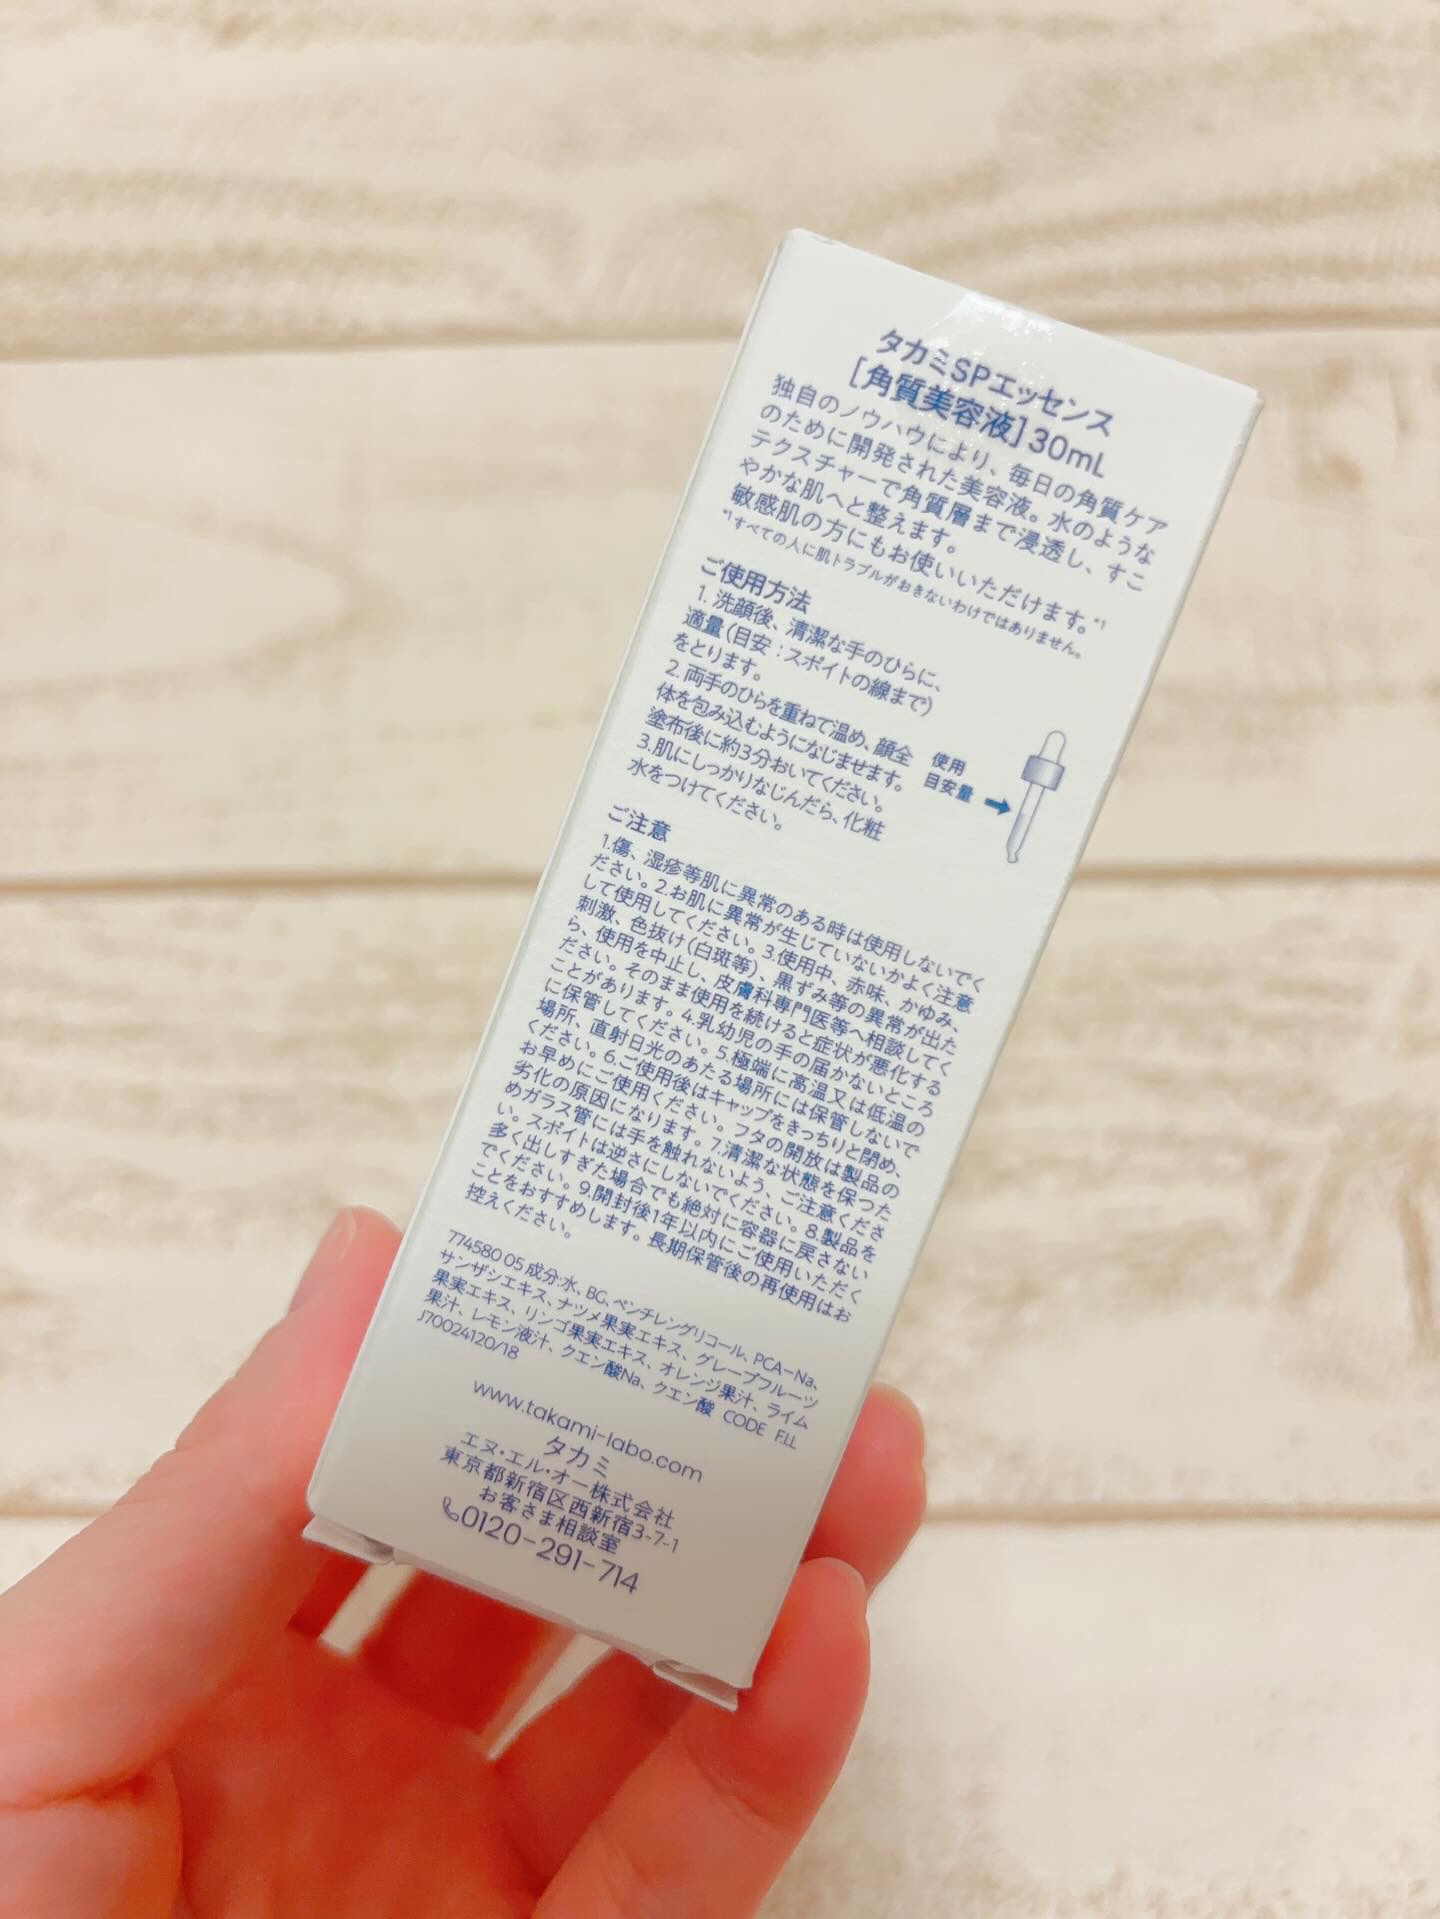 タカミSPエッセンス
[角質美容液]30mL
独自のノウハウにより、毎日の角質ケア
のために開発された美容液。水のような
テクスチャーで角質層まで浸透し、すこ
やかな肌へと整えます。
敏感肌の方にもお使いいただけます。*1
*1すべての人に肌トラブルがおきないわけではありません。
ご使用方法
1. 洗顔後、清潔な手のひらに、
適量(目安：スポイトの線まで)
をとります。
2. 両手のひらを重ねて温め、顔全
体を包み込むようになじませます。
塗布後に約3分おいてください。
3.肌にしっかりなじんだら、化粧
水をつけてください。
使用
目安量
ご注意
1.傷、湿疹等肌に異常のある時は使用しないでく
ださい。2.お肌に異常が生じていないかよく注意
して使用してください。3.使用中、赤味、かゆみ、
刺激、色抜け(白斑等)、黒ずみ等の異常が出た
ら、使用を中止し、皮膚科専門医等へ相談してく
ださい。そのまま使用を続けると症状が悪化する
ことがあります。4.乳幼児の手の届かないところ
に保管してください。5.極端に高温又は低温の
場所、直射日光のあたる場所には保管しないで
ください。6.ご使用後はキャップをきっちりと閉め、
お早めにご使用ください。フタの開放は製品の
劣化の原因になります。7.清潔な状態を保つた
めガラス管には手を触れないよう、ご注意くださ
い。スポイトは逆さにしないでください。8.製品を
多く出しすぎた場合でも絶対に容器に戻さない
でください。9.開封後1年以内にご使用いただく
ことをおすすめします。長期保管後の再使用はお
控えください。
774580 05 成分:水、BG、ペンチレングリコール、PCA-Na、
サンザシエキス、ナツメ果実エキス、グレープフルーツ
果実エキス、リンゴ果実エキス、オレンジ果汁、ライム
果汁、レモン液汁、クエン酸Na、クエン酸 CODE F.I.L
J70024120/18
www.takami-labo.com
タカミ
エヌ・エル・オー株式会社
東京都新宿区西新宿3-7-1
お客さま相談室
0120-291-714